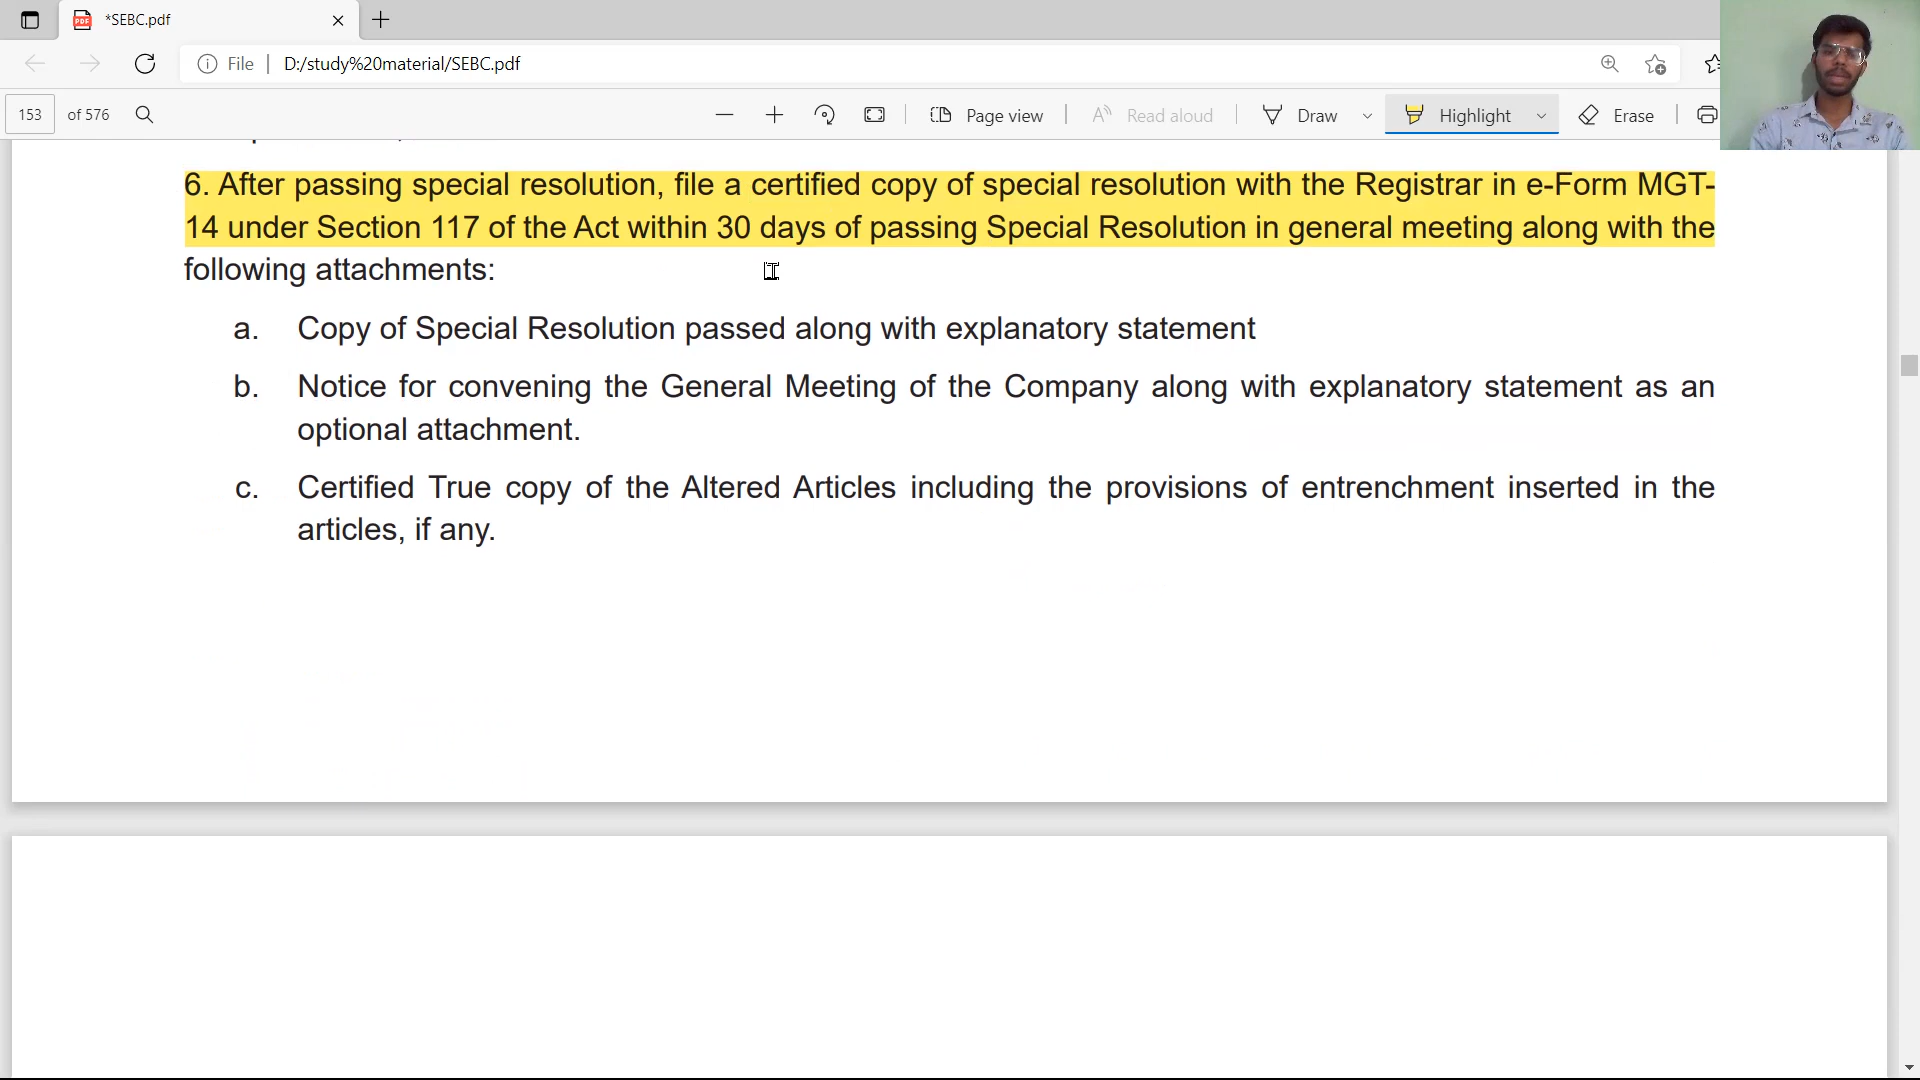 *SEBC.pdf
File
D:/study%20material/SEBC.pdf
153 of 576
Page view
Read aloud
Draw
Highlight
Erase
6. After passing special resolution, file a certified copy of special resolution with the Registrar in e-Form MGT-
14 under Section 117 of the Act within 30 days of passing Special Resolution in general meeting along with the
following attachments:
a. Copy of Special Resolution passed along with explanatory statement
b. Notice for convening the General Meeting of the Company along with explanatory statement as an
optional attachment.
c. Certified True copy of the Altered Articles including the provisions of entrenchment inserted in the
articles, if any.